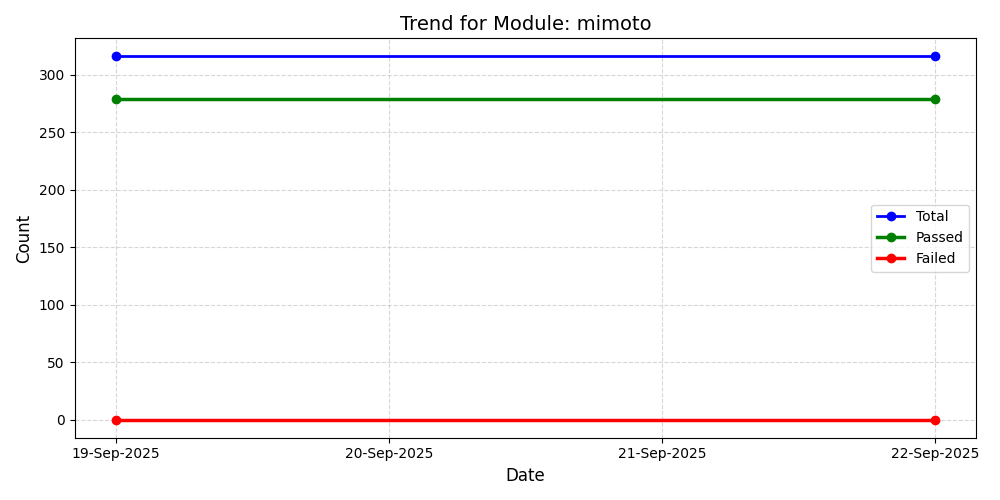 Trend for Module: mimoto
Count
300
250
200
150
100
50
0
Total
Passed
Failed
19-Sep-2025
20-Sep-2025
21-Sep-2025
22-Sep-2025
Date